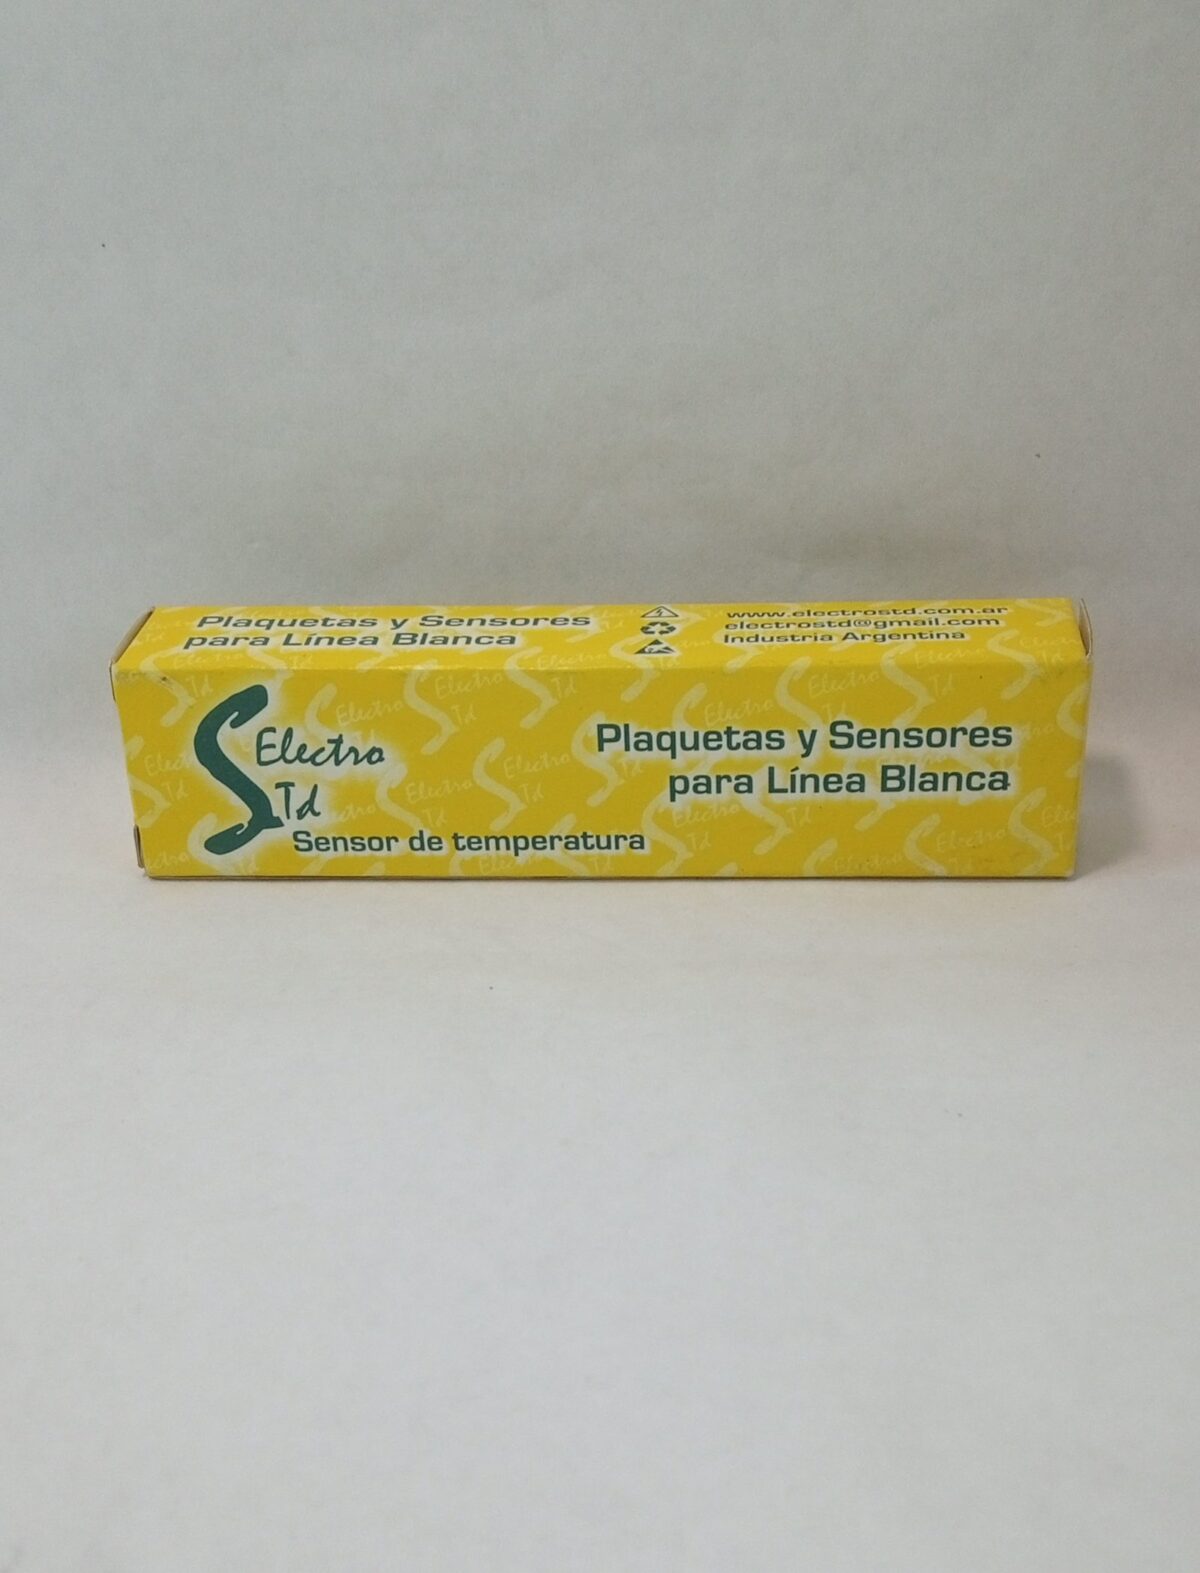 Plaquetas y Sensores
para Línea Blanca
www.electrostd.com.ar
electrostd@gmail.com
Industria Argentina
Electro
Td
Sensor de temperatura
Plaquetas y Sensores
para Línea Blanca